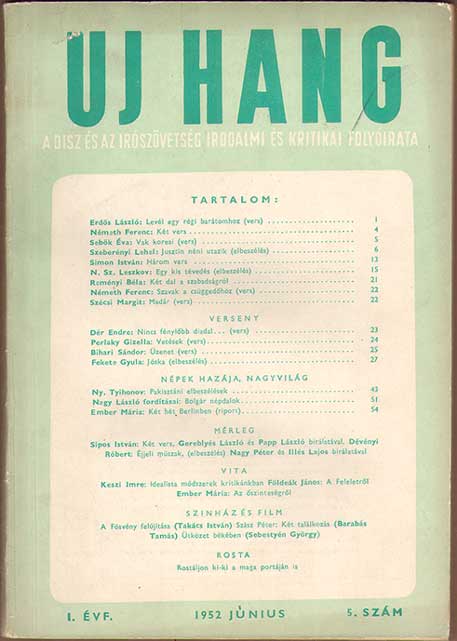 UJ HANG
A DISZ ÉS AZ IRÓSZÖVETSÉG IRODALMI ÉS KRITIKAI FOLYÓIRATA
TARTALOM:
Erdős László: Levél egy régi barátomhoz (vers) 1
Németh Ferenc: Két vers 4
Sebők Éva: Vak koreai (vers) 5
Szeberényi Lehel: Jusztin néni utazik (elbeszélés) 6
Simon István: Három vers 13
N. Sz. Leszkov: Egy kis tévedés (elbeszélés) 15
Reményi Béla: Két dal a szabadságról 21
Németh Ferenc: Szavak a csüggedőhöz (vers) 22
Szécsi Margit: Madár (vers) 22
VERSENY
Dér Endre: Nincs fénylőbb diadal... (vers) 23
Perlaky Gizella: Vetések (vers) 24
Bihari Sándor: Üzenet (vers) 25
Fekete Gyula: Jótka (elbeszélés) 27
NÉPEK HAZÁJA, NAGYVILÁG
Ny. Tyihonov: Pakisztáni elbeszélések 42
Nagy László fordításai: Bolgár népdalok 51
Ember Mária: Két hét Berlinben (riport) 54
MÉRLEG
Sipos István: Két vers, Gereblyés László és Papp László bírálatával. Dévényi
Róbert: Éjjeli műszak, (elbeszélés) Nagy Péter és Illés Lajos bírálatával
VITA
Keszi Imre: Idealista módszerek kritikánkban Földeák János: A Feleletről
Ember Mária: Az őszinteségről
SZINHÁZ ÉS FILM
A Fösvény felújítása (Takáts István) Szász Péter: Két találkozás (Barabás
Tamás) Ütközet békében (Sebestyén György)
ROSTA
Rostáljon ki-ki a maga portáján is
I. ÉVF. 1952 JÚNIUS 5. SZÁM